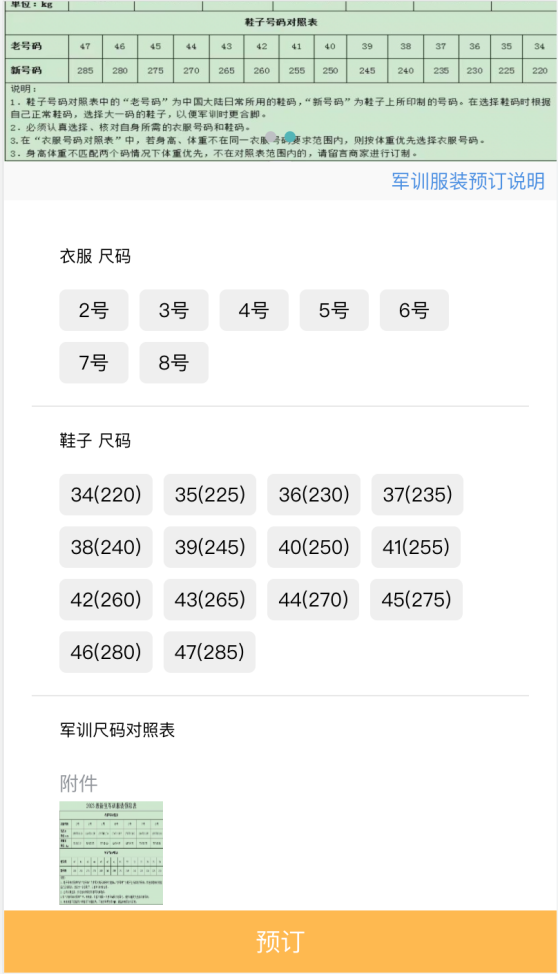 单位：kg
鞋子号码对照表
老号码 47 46 45 44 43 42 41 40 39 38 37 36 35 34
新号码 285 280 275 270 265 260 255 250 245 240 235 230 225 220
说明：
1、鞋子号码对照表中的“老号码”为中国大陆日常所用的鞋码，“新号码”为鞋子上所印制的号码。在选择鞋码时根据
自己正常鞋码，选择大一码的鞋子，以便军训时更合脚。
2、必须认真选择、核对自身所需的衣服号码和鞋码。
3.在“衣服号码对照表”中，若身高、体重不在同一衣服号码要求范围内，则按体重优先选择衣服号码。
3、身高体重不匹配两个码情况下体重优先，不在对照表范围内的，请留言商家进行订制。
军训服装预订说明
衣服 尺码
2号 3号 4号 5号 6号
7号 8号
鞋子 尺码
34(220) 35(225) 36(230) 37(235)
38(240) 39(245) 40(250) 41(255)
42(260) 43(265) 44(270) 45(275)
46(280) 47(285)
军训尺码对照表
附件
预订